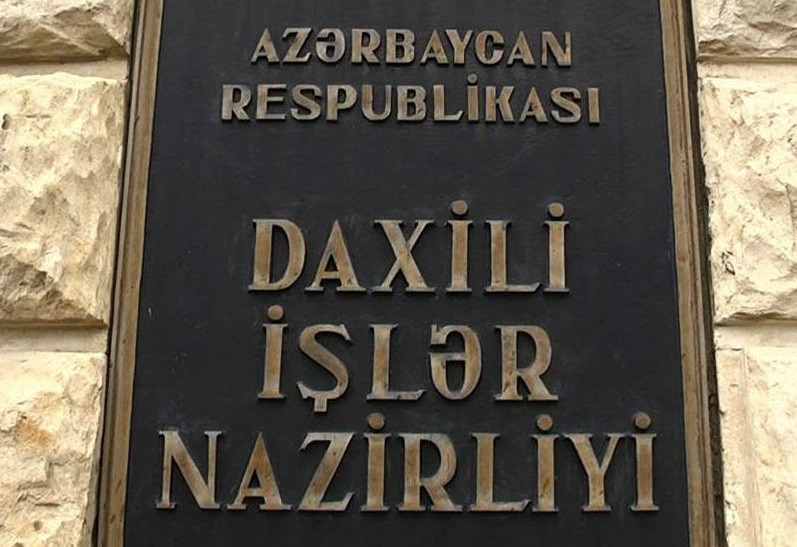 AZƏRBAYCAN
RESPUBLİKASI
DAXİLİ
İŞLƏR
NAZİRLİYİ